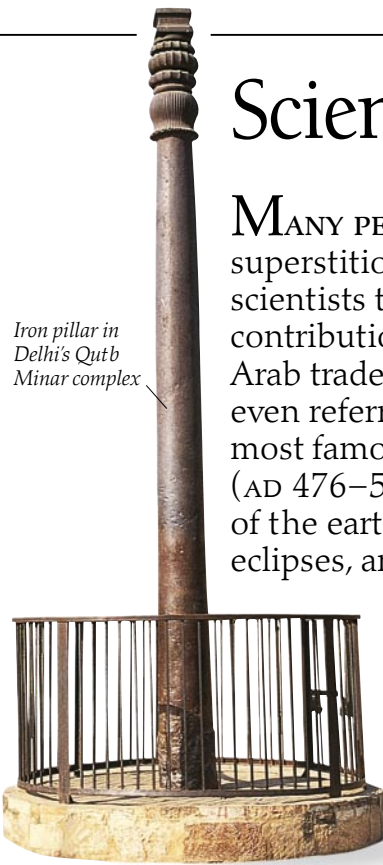 Scien
Iron pillar in
Delhi's Qutb
Minar complex
MANY PE
superstitio
scientists t
contributio
Arab trade
even referr
most famo
(AD 476–5
of the eart
eclipses,